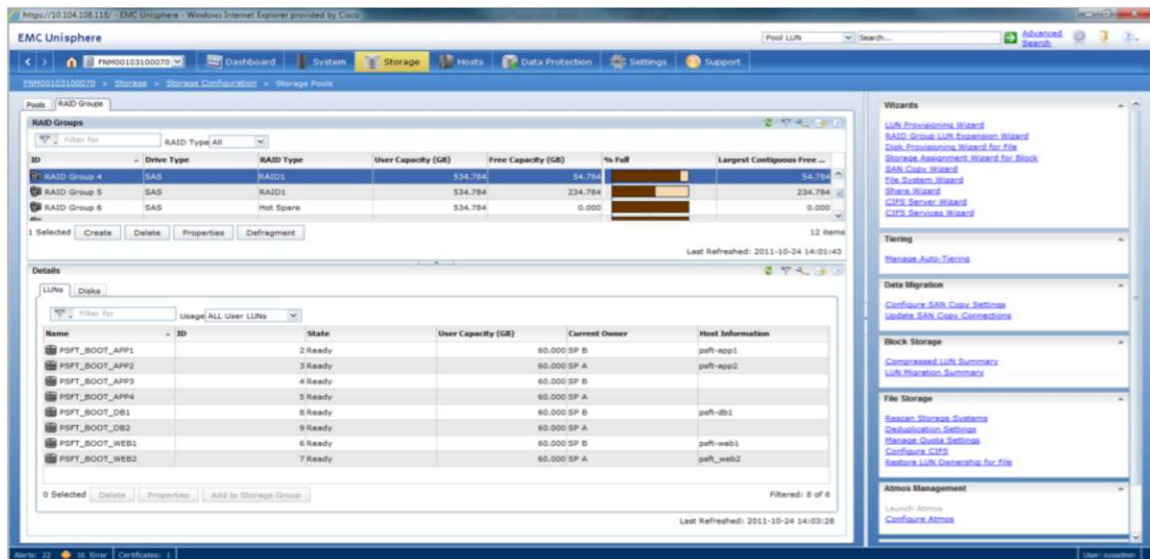 https://10.104.108.118/ - EMC Unisphere - Windows Internet Explorer provided by Cisco
EMC Unisphere
Pool LUN
Search...
Advanced Search
FNM00103100070
Dashboard
System
Storage
Hosts
Data Protection
Settings
Support
FNM00103100070 > Storage > Storage Configuration > Storage Pools
Pools
RAID Groups
RAID Groups
Filter for
RAID Type All
ID Drive Type RAID Type User Capacity (GB) Free Capacity (GB) % Full Largest Contiguous Free ...
RAID Group 4 SAS RAID1 534.784 54.784 54.784
RAID Group 5 SAS RAID1 534.784 234.784 234.784
RAID Group 6 SAS Hot Spare 534.784 0.000 0.000
1 Selected Create Delete Properties Defragment 12 items
Last Refreshed: 2011-10-24 14:01:43
Details
LUNs Disks
Filter for
Usage ALL User LUNs
Name ID State User Capacity (GB) Current Owner Host Information
PSFT_BOOT_APP1 2 Ready 60.000 SP B psft-app1
PSFT_BOOT_APP2 3 Ready 60.000 SP A psft-app2
PSFT_BOOT_APP3 4 Ready 60.000 SP B
PSFT_BOOT_APP4 5 Ready 60.000 SP A
PSFT_BOOT_DB1 8 Ready 60.000 SP B psft-db1
PSFT_BOOT_DB2 9 Ready 60.000 SP A
PSFT_BOOT_WEB1 6 Ready 60.000 SP B psft-web1
PSFT_BOOT_WEB2 7 Ready 60.000 SP A psft_web2
0 Selected Delete Properties Add to Storage Group Filtered: 8 of 8
Last Refreshed: 2011-10-24 14:03:28
Wizards
LUN Provisioning Wizard
RAID Group LUN Expansion Wizard
Disk Provisioning Wizard for File
Storage Assignment Wizard for Block
SAN Copy Wizard
File System Wizard
Share Wizard
CIFS Server Wizard
CIFS Services Wizard
Tiering
Manage Auto-Tiering
Data Migration
Configure SAN Copy Settings
Update SAN Copy Connections
Block Storage
Compressed LUN Summary
LUN Migration Summary
File Storage
Rescan Storage Systems
Deduplication Settings
Manage Quota Settings
Configure CIFS
Restore LUN Ownership for File
Atmos Management
Launch Atmos
Configure Atmos
Alerts: 22 16 Error Certificates: 1
User: sysadmin